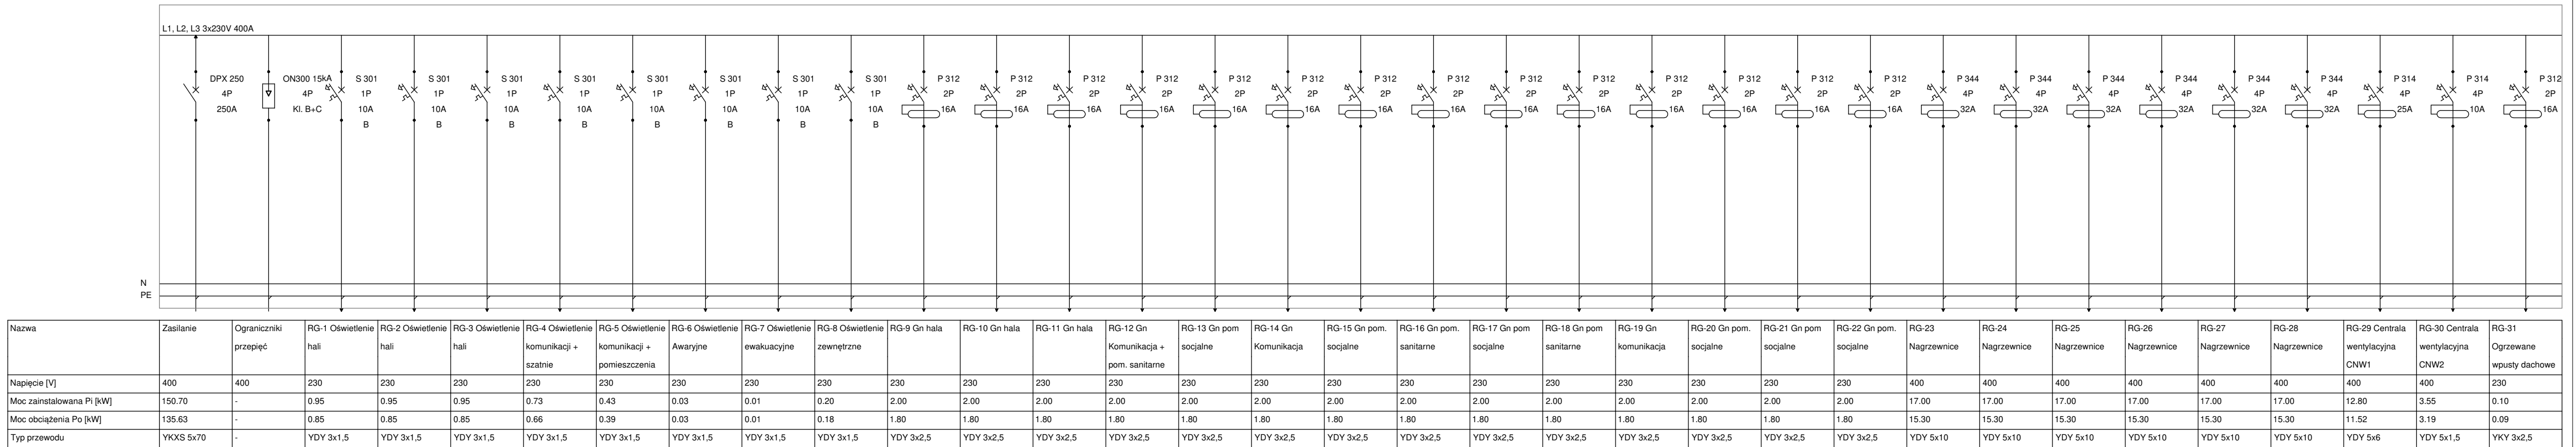 L1, L2, L3 3x230V 400A
DPX 250 ON300 15kA S 301 S 301 S 301 S 301 S 301 S 301 S 301 S 301 P 312 P 312 P 312 P 312 P 312 P 312 P 312 P 312 P 312 P 312 P 312 P 312 P 312 P 312 P 344 P 344 P 344 P 344 P 344 P 344 P 314 P 314 P 312
4P 4P 1P 1P 1P 1P 1P 1P 1P 1P 2P 2P 2P 2P 2P 2P 2P 2P 2P 2P 2P 2P 2P 2P 4P 4P 4P 4P 4P 4P 4P 4P 2P
250A Kl. B+C 10A 10A 10A 10A 10A 10A 10A 10A 16A 16A 16A 16A 16A 16A 16A 16A 16A 16A 16A 16A 16A 16A 32A 32A 32A 32A 32A 32A 25A 10A 16A
B B B B B B B B
N
PE
Nazwa Zasilanie Ograniczniki RG-1 Oświetlenie RG-2 Oświetlenie RG-3 Oświetlenie RG-4 Oświetlenie RG-5 Oświetlenie RG-6 Oświetlenie RG-7 Oświetlenie RG-8 Oświetlenie RG-9 Gn hala RG-10 Gn hala RG-11 Gn hala RG-12 Gn RG-13 Gn pom RG-14 Gn RG-15 Gn pom. RG-16 Gn pom. RG-17 Gn pom RG-18 Gn pom RG-19 Gn RG-20 Gn pom. RG-21 Gn pom RG-22 Gn pom. RG-23 RG-24 RG-25 RG-26 RG-27 RG-28 RG-29 Centrala RG-30 Centrala RG-31
przepięć hali hali hali komunikacji + komunikacji + Awaryjne ewakuacyjne zewnętrzne Komunikacja + socjalne Komunikacja socjalne sanitarne socjalne sanitarne komunikacja socjalne socjalne socjalne Nagrzewnice Nagrzewnice Nagrzewnice Nagrzewnice Nagrzewnice Nagrzewnice wentylacyjna wentylacyjna Ogrzewane
szatnie pomieszczenia pom. sanitarne CNW1 CNW2 wpusty dachowe
Napięcie [V] 400 400 230 230 230 230 230 230 230 230 230 230 230 230 230 230 230 230 230 230 230 230 230 230 400 400 400 400 400 400 400 400 230
Moc zainstalowana Pi [kW] 150.70 - 0.95 0.95 0.95 0.73 0.43 0.03 0.01 0.20 2.00 2.00 2.00 2.00 2.00 2.00 2.00 2.00 2.00 2.00 2.00 2.00 2.00 2.00 17.00 17.00 17.00 17.00 17.00 17.00 12.80 3.55 0.10
Moc obciążenia Po [kW] 135.63 - 0.85 0.85 0.85 0.66 0.39 0.03 0.01 0.18 1.80 1.80 1.80 1.80 1.80 1.80 1.80 1.80 1.80 1.80 1.80 1.80 1.80 1.80 15.30 15.30 15.30 15.30 15.30 15.30 11.52 3.19 0.09
Typ przewodu YKXS 5x70 - YDY 3x1,5 YDY 3x1,5 YDY 3x1,5 YDY 3x1,5 YDY 3x1,5 YDY 3x1,5 YDY 3x1,5 YDY 3x1,5 YDY 3x2,5 YDY 3x2,5 YDY 3x2,5 YDY 3x2,5 YDY 3x2,5 YDY 3x2,5 YDY 3x2,5 YDY 3x2,5 YDY 3x2,5 YDY 3x2,5 YDY 3x2,5 YDY 3x2,5 YDY 3x2,5 YDY 3x2,5 YDY 5x10 YDY 5x10 YDY 5x10 YDY 5x10 YDY 5x10 YDY 5x10 YDY 5x6 YDY 5x1,5 YKY 3x2,5